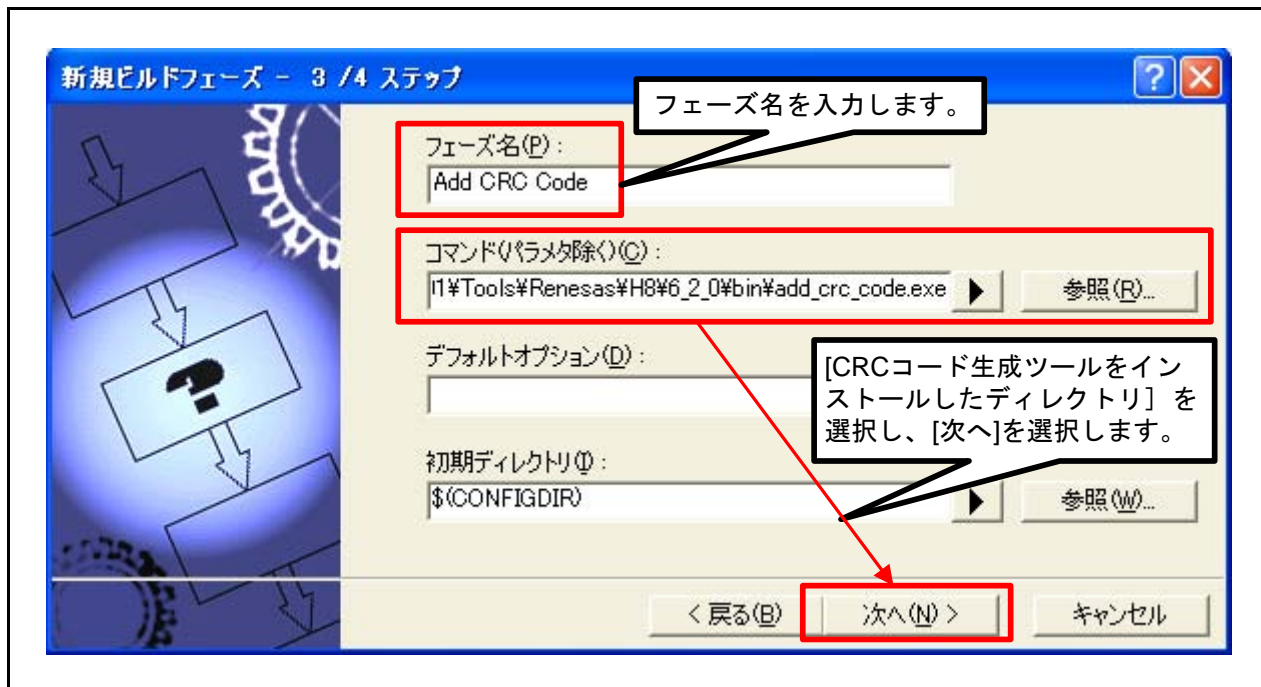 新規ビルドフェーズ - 3 /4 ステップ
フェーズ名を入力します。
フェーズ名(P) :
Add CRC Code
コマンド(パラメタ除く)(C) :
1¥Tools¥Renesas¥H8¥6_2_0¥bin¥add_crc_code.exe
参照(R)...
デフォルトオプション(D) :
[CRCコード生成ツールをイン
ストールしたディレクトリ］を
選択し、[次へ]を選択します。
初期ディレクトリ(I) :
$(CONFIGDIR)
参照(W)...
< 戻る(B)
次へ(N) >
キャンセル